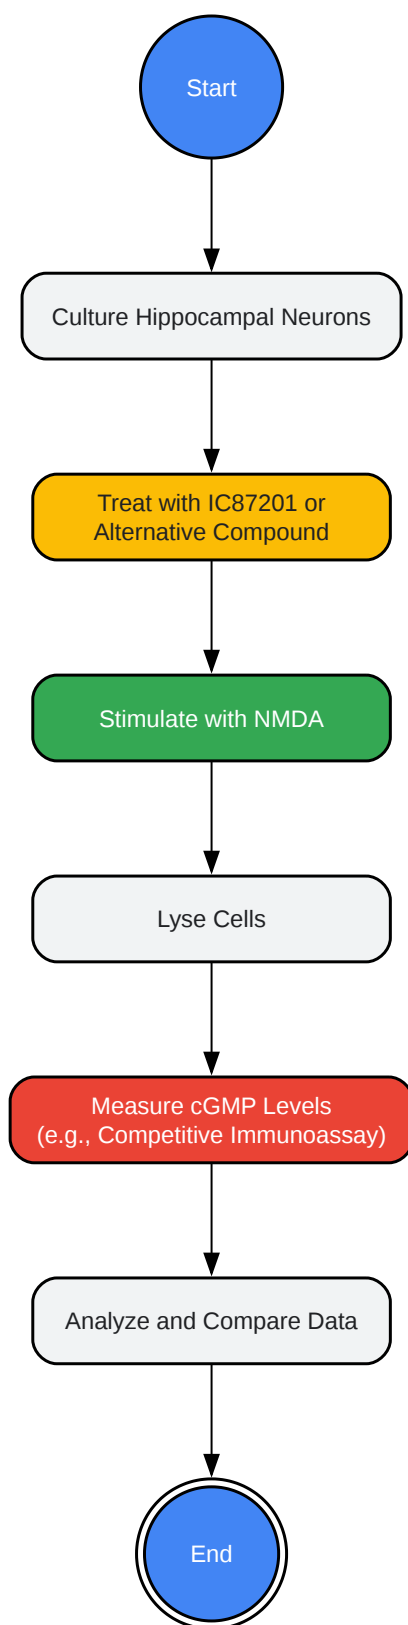 Start
Culture Hippocampal Neurons
Treat with IC87201 or
Alternative Compound
Stimulate with NMDA
Lyse Cells
Measure cGMP Levels
(e.g., Competitive Immunoassay)
Analyze and Compare Data
End